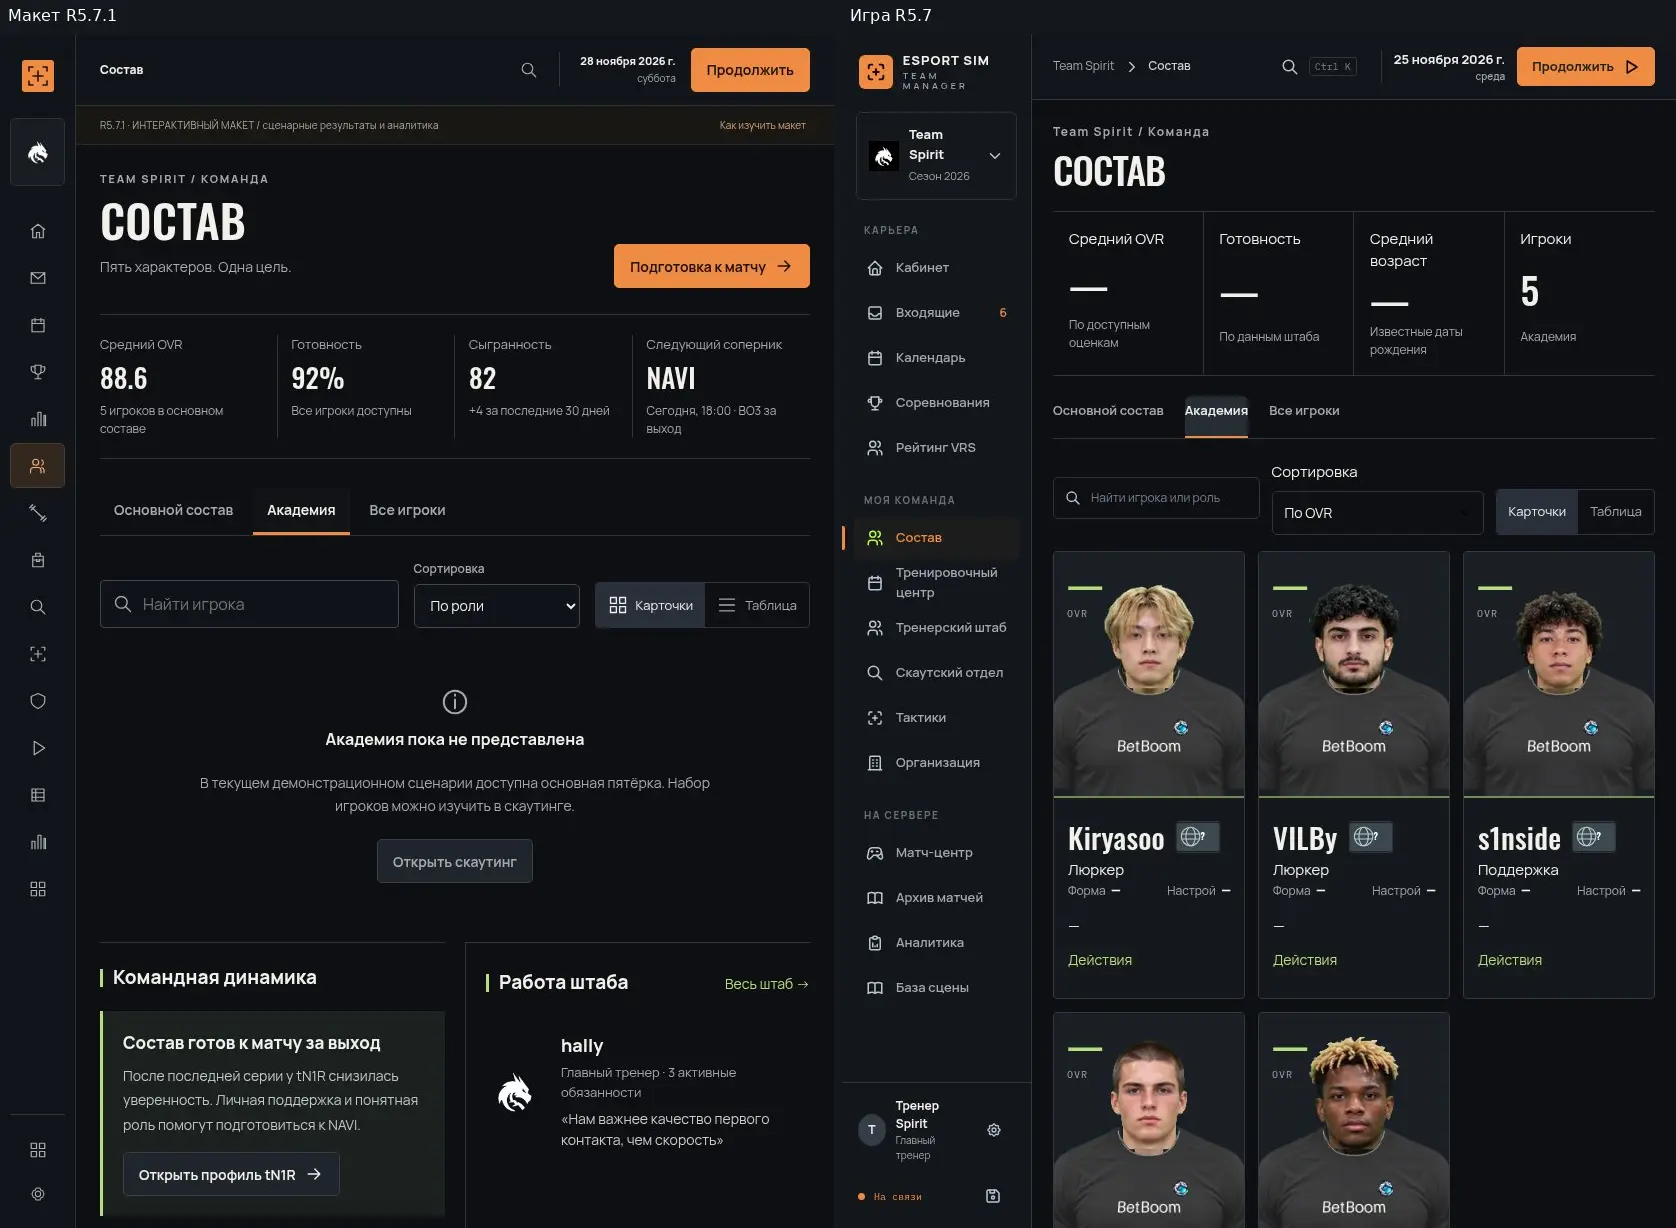 Макет R5.7.1
Состав
28 ноября 2026 г.
суббота
Продолжить
R5.7.1 · ИНТЕРАКТИВНЫЙ МАКЕТ / сценарные результаты и аналитика
Как изучить макет
TEAM SPIRIT / КОМАНДА
СОСТАВ
Пять характеров. Одна цель.
Подготовка к матчу →
Средний OVR
88.6
5 игроков в основном
составе
Готовность
92%
Все игроки доступны
Сыгранность
82
+4 за последние 30 дней
Следующий соперник
NAVI
Сегодня, 18:00 · BO3 за
выход
Основной состав
Академия
Все игроки
Найти игрока
Сортировка
По роли
Карточки
Таблица
Академия пока не представлена
В текущем демонстрационном сценарии доступна основная пятёрка. Набор
игроков можно изучить в скаутинге.
Открыть скаутинг
Командная динамика
Состав готов к матчу за выход
После последней серии у tN1R снизилась
уверенность. Личная поддержка и понятная
роль помогут подготовиться к NAVI.
Открыть профиль tN1R →
Работа штаба
Весь штаб →
hally
Главный тренер · 3 активные
обязанности
«Нам важнее качество первого
контакта, чем скорость»
Игра R5.7
ESPORT SIM
TEAM
MANAGER
Team
Spirit
Сезон 2026
КАРЬЕРА
Кабинет
Входящие 6
Календарь
Соревнования
Рейтинг VRS
МОЯ КОМАНДА
Состав
Тренировочный
центр
Тренерский штаб
Скаутский отдел
Тактики
Организация
НА СЕРВЕРЕ
Матч-центр
Архив матчей
Аналитика
База сцены
Т
Тренер
Spirit
Главный
тренер
На связи
Team Spirit > Состав
Ctrl K
25 ноября 2026 г.
среда
Продолжить
Team Spirit / Команда
СОСТАВ
Средний OVR
—
По доступным
оценкам
Готовность
—
По данным штаба
Средний
возраст
—
Известные даты
рождения
Игроки
5
Академия
Основной состав
Академия
Все игроки
Найти игрока или роль
Сортировка
По OVR
Карточки
Таблица
—
OVR
BetBoom
Kiryasoo
?
Люркер
Форма — Настрой —
—
Действия
—
OVR
BetBoom
VILBy
?
Люркер
Форма — Настрой —
—
Действия
—
OVR
BetBoom
s1nside
?
Поддержка
Форма — Настрой —
—
Действия
—
OVR
BetBoom
—
OVR
BetBoom